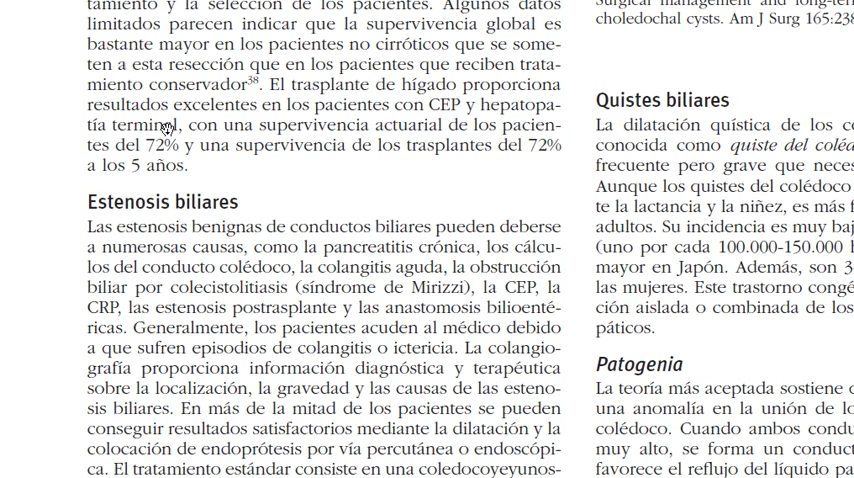 tamiento y la selección de los pacientes. Algunos datos
limitados parecen indicar que la supervivencia global es
bastante mayor en los pacientes no cirróticos que se some-
ten a esta resección que en los pacientes que reciben trata-
miento conservador38. El trasplante de hígado proporciona
resultados excelentes en los pacientes con CEP y hepatopa-
tía terminal, con una supervivencia actuarial de los pacien-
tes del 72% y una supervivencia de los trasplantes del 72%
a los 5 años.
Estenosis biliares
Las estenosis benignas de conductos biliares pueden deberse
a numerosas causas, como la pancreatitis crónica, los cálcu-
los del conducto colédoco, la colangitis aguda, la obstrucción
biliar por colecistolitiasis (síndrome de Mirizzi), la CEP, la
CRP, las estenosis postrasplante y las anastomosis bilioenté-
ricas. Generalmente, los pacientes acuden al médico debido
a que sufren episodios de colangitis o ictericia. La colangio-
grafía proporciona información diagnóstica y terapéutica
sobre la localización, la gravedad y las causas de las esteno-
sis biliares. En más de la mitad de los pacientes se pueden
conseguir resultados satisfactorios mediante la dilatación y la
colocación de endoprótesis por vía percutánea o endoscópi-
ca. El tratamiento estándar consiste en una coledocoyeyunos-
Surgical management and long-ter
choledochal cysts. Am J Surg 165:238
Quistes biliares
La dilatación quística de los c
conocida como quiste del coléd
frecuente pero grave que neces
Aunque los quistes del colédoco
te la lactancia y la niñez, es más f
adultos. Su incidencia es muy baj
(uno por cada 100.000-150.000 h
mayor en Japón. Además, son 3
las mujeres. Este trastorno congé
ción aislada o combinada de los
páticos.
Patogenia
La teoría más aceptada sostiene
una anomalía en la unión de lo
colédoco. Cuando ambos condu
muy alto, se forma un conduct
favorece el reflujo del líquido pa